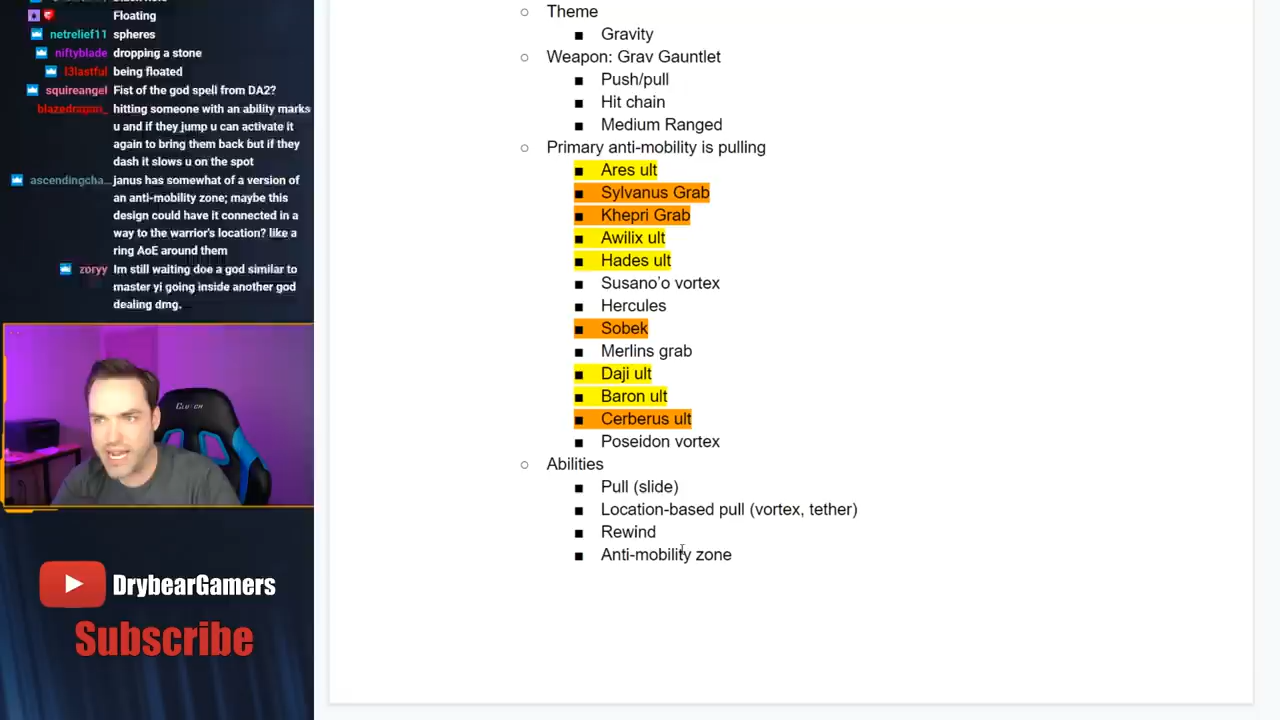 Floating
netrelief11 spheres
niftyblade dropping a stone
l3lastful being floated
squireangel Fist of the god spell from DA2?
blazedragon_ hitting someone with an ability marks
u and if they jump u can activate it
again to bring them back but if they
dash it slows u on the spot
ascendingcha... janus has somewhat of a version of
an anti-mobility zone; maybe this
design could have it connected in a
way to the warrior's location? like a
ring AoE around them
zoryy Im still waiting doe a god similar to
master yi going inside another god
dealing dmg.
CLUTCH
DrybearGamers
Subscribe
Theme
Gravity
Weapon: Grav Gauntlet
Push/pull
Hit chain
Medium Ranged
Primary anti-mobility is pulling
Ares ult
Sylvanus Grab
Khepri Grab
Awilix ult
Hades ult
Susano'o vortex
Hercules
Sobek
Merlins grab
Daji ult
Baron ult
Cerberus ult
Poseidon vortex
Abilities
Pull (slide)
Location-based pull (vortex, tether)
Rewind
Anti-mobility zone